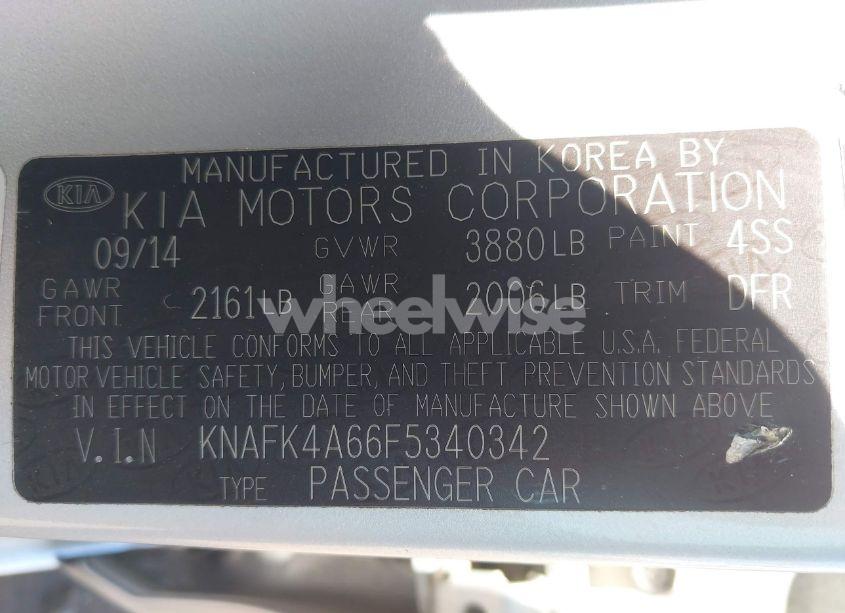 MANUFACTURED IN KOREA BY
KIA KIA MOTORS CORPORATION
09/14 GVWR 3880LB PAINT 4SS
GAWR FRONT 2161LB GAWR REAR 2006LB TRIM DFR
wheelwise
THIS VEHICLE CONFORMS TO ALL APPLICABLE U.S.A. FEDERAL
MOTOR VEHICLE SAFETY, BUMPER, AND THEFT PREVENTION STANDARDS
IN EFFECT ON THE DATE OF MANUFACTURE SHOWN ABOVE
V.I.N KNAFK4A66F5340342
TYPE PASSENGER CAR